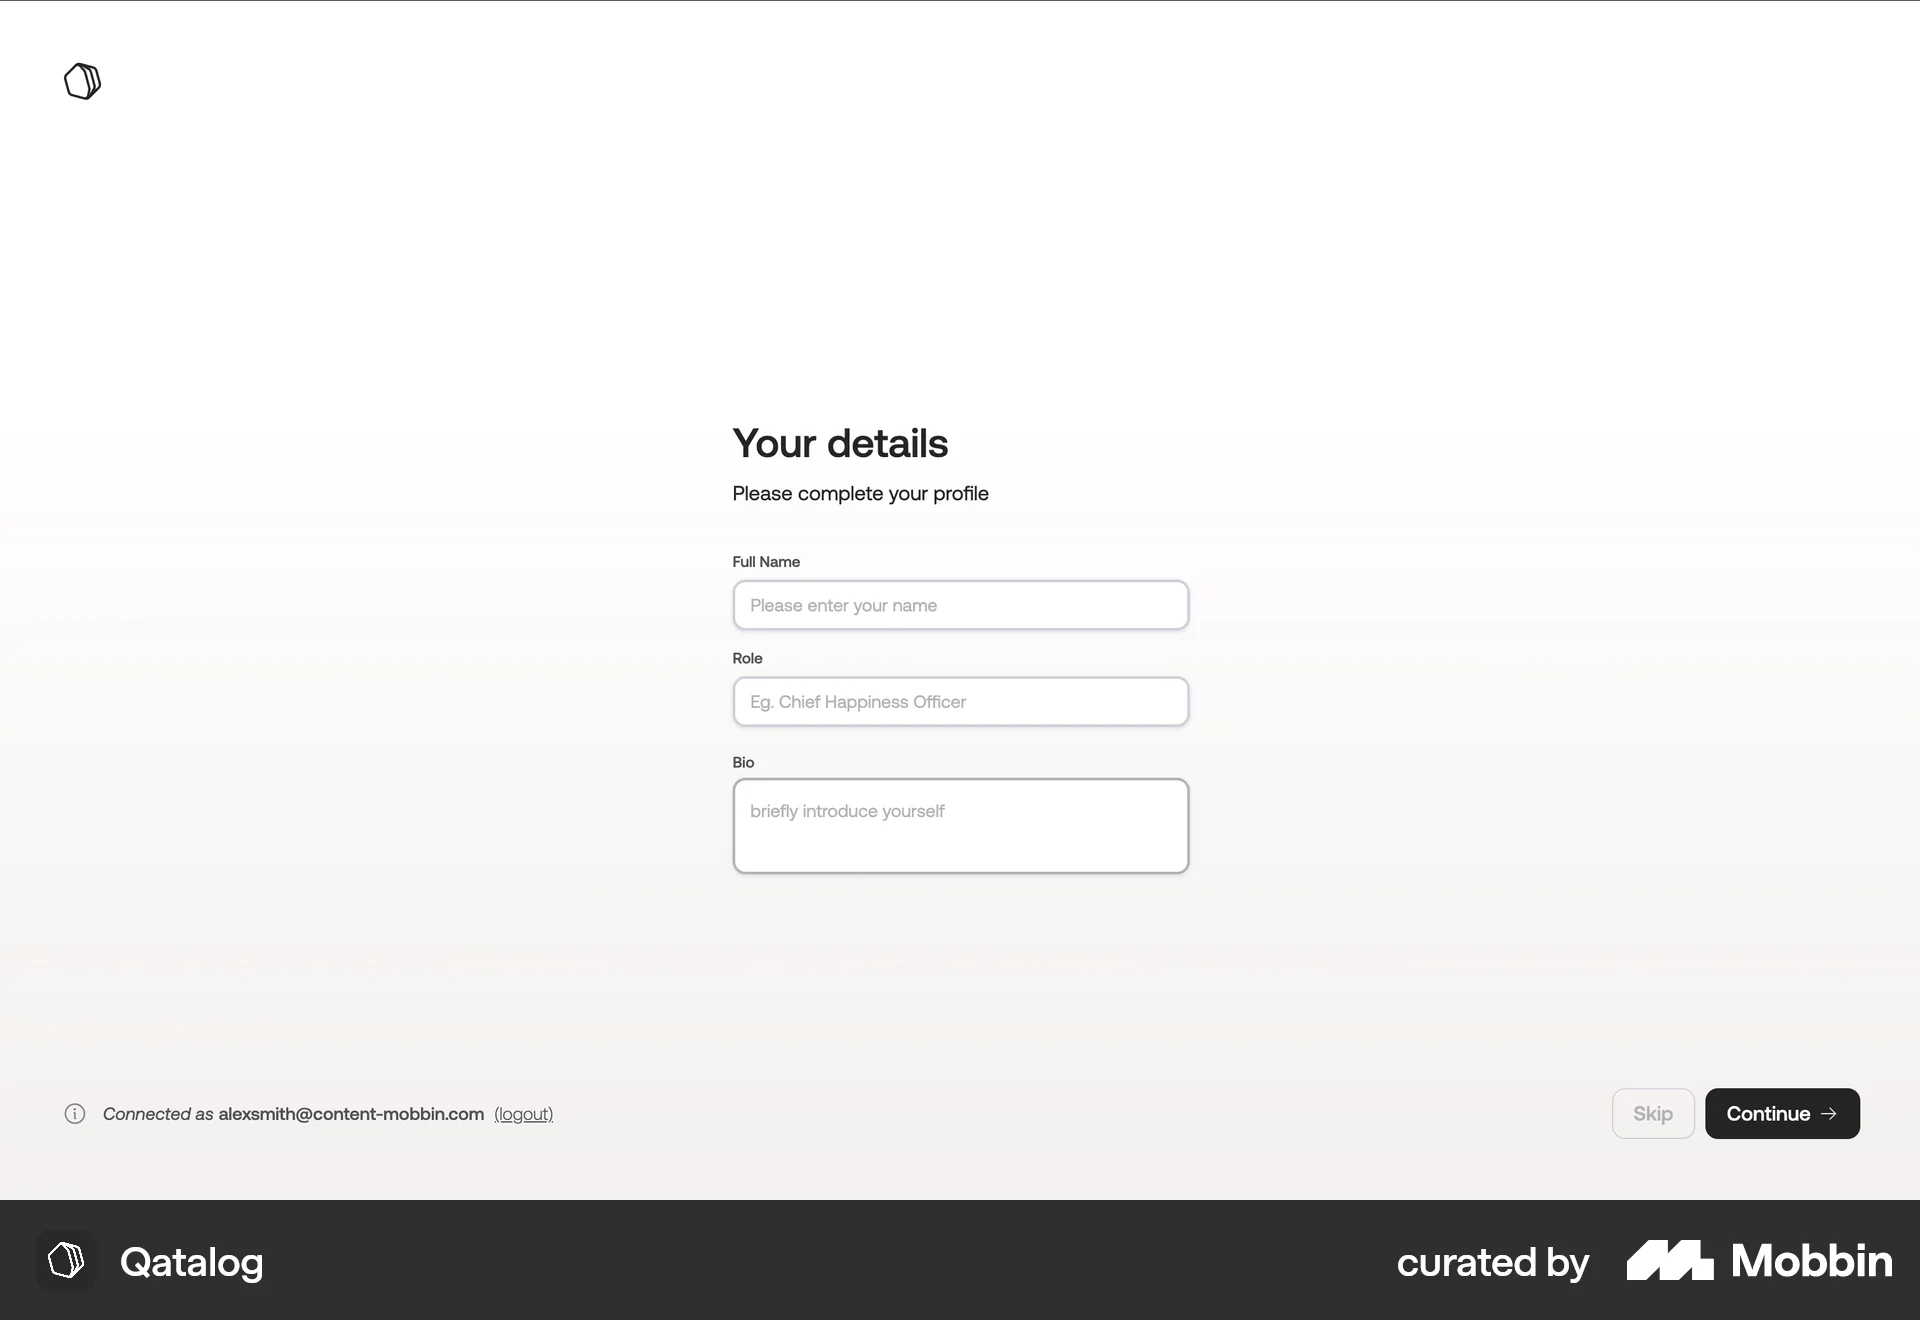 Your details
Please complete your profile
Full Name
Please enter your name
Role
Eg. Chief Happiness Officer
Bio
briefly introduce yourself
Connected as alexsmith@content-mobbin.com (logout)
Skip
Continue →
Qatalog
curated by Mobbin